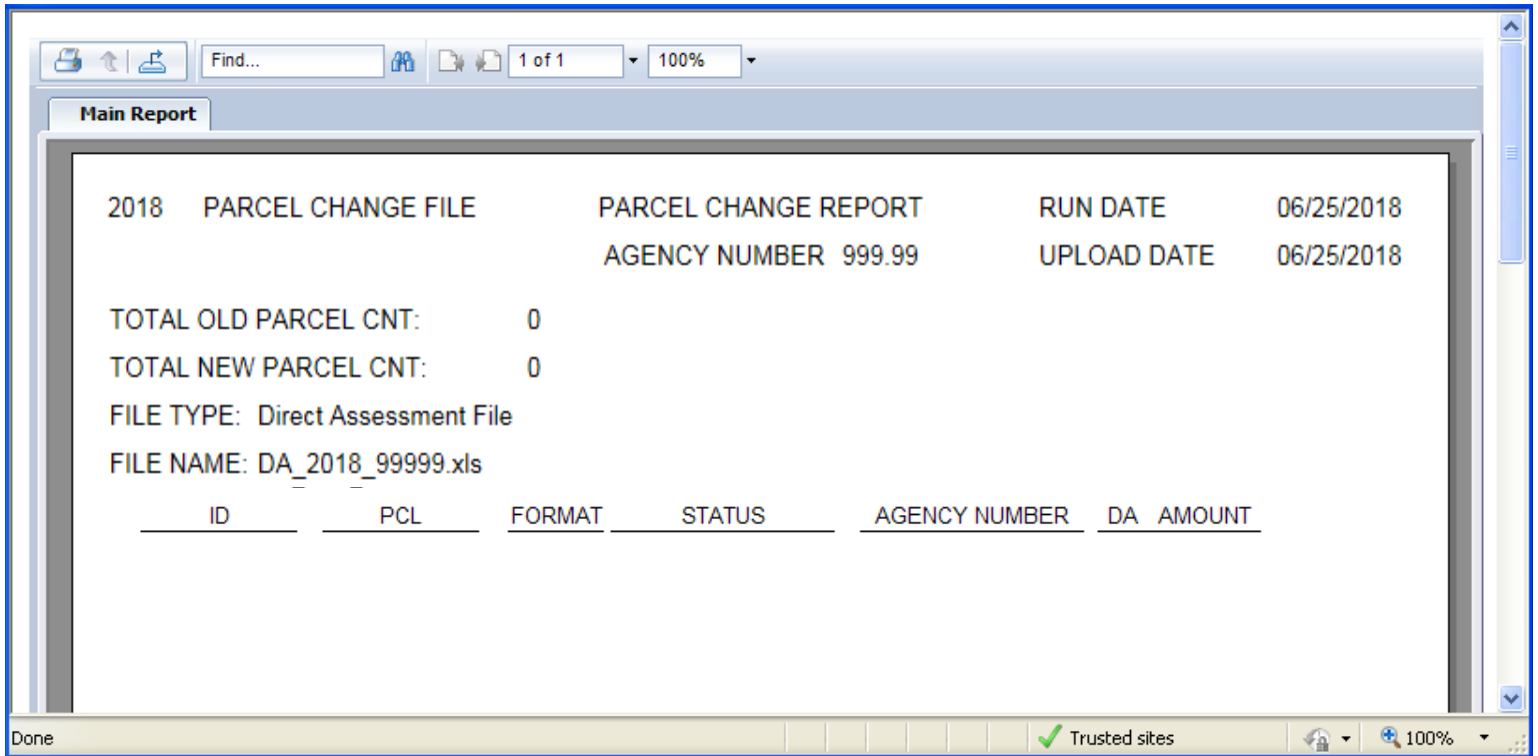 Find...
1 of 1
100%
Main Report
2018 PARCEL CHANGE FILE PARCEL CHANGE REPORT RUN DATE 06/25/2018
AGENCY NUMBER 999.99 UPLOAD DATE 06/25/2018
TOTAL OLD PARCEL CNT: 0
TOTAL NEW PARCEL CNT: 0
FILE TYPE: Direct Assessment File
FILE NAME: DA_2018_99999.xls
ID PCL FORMAT STATUS AGENCY NUMBER DA AMOUNT
Done Trusted sites 100%